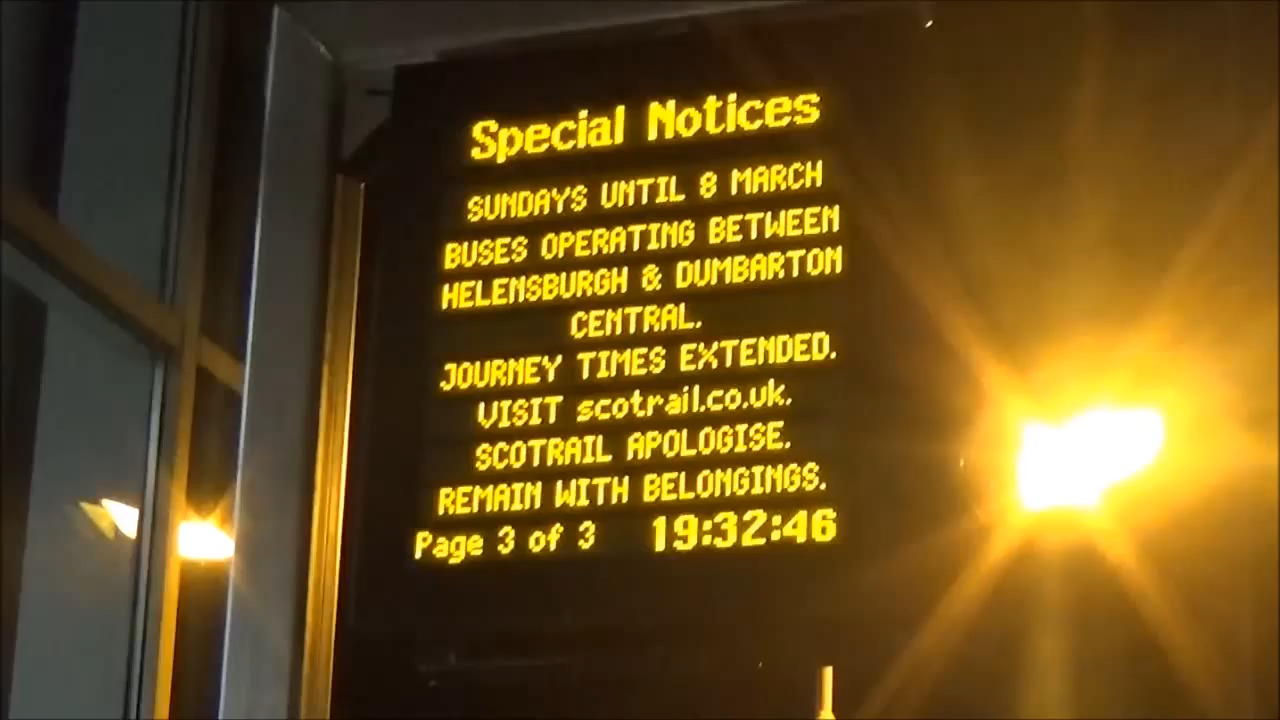 Special Notices
SUNDAYS UNTIL 8 MARCH
BUSES OPERATING BETWEEN
HELENSBURGH & DUMBARTON
CENTRAL.
JOURNEY TIMES EXTENDED.
VISIT scotrail.co.uk.
SCOTRAIL APOLOGISE.
REMAIN WITH BELONGINGS.
Page 3 of 3 19:32:46